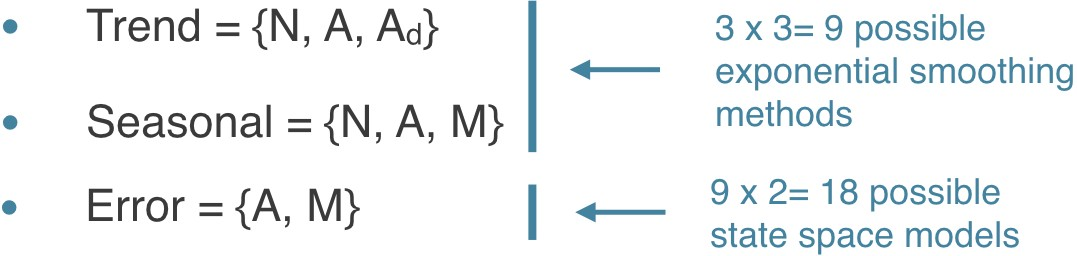 • Trend = {N, A, Ad}
3 x 3= 9 possible
exponential smoothing
methods
• Seasonal = {N, A, M}
• Error = {A, M}
9 x 2= 18 possible
state space models